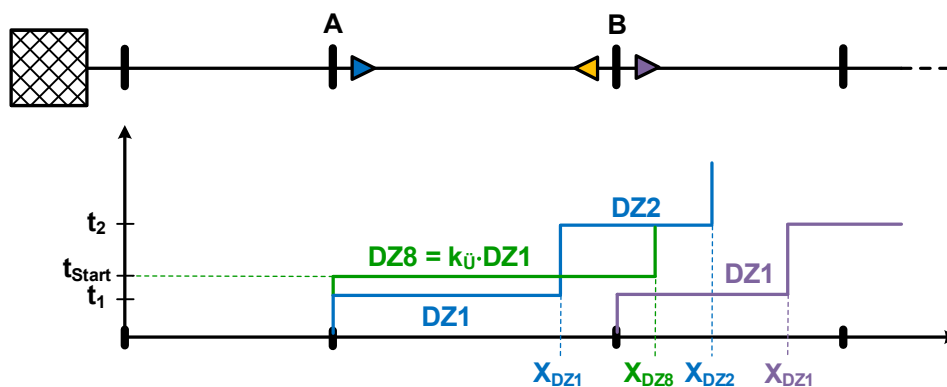 A B
t₂
DZ2
DZ8 = kü·DZ1
tStart
DZ1
t₁
DZ1
XDZ1 XDZ8 XDZ2 XDZ1